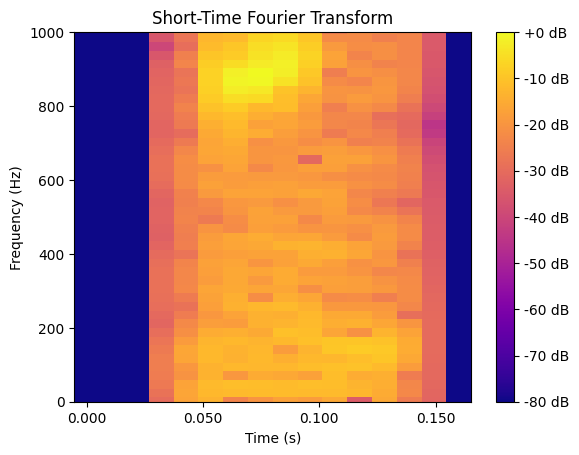 Short-Time Fourier Transform
1000
800
600
400
200
0
Frequency (Hz)
0.000
0.050
0.100
0.150
Time (s)
+0 dB
-10 dB
-20 dB
-30 dB
-40 dB
-50 dB
-60 dB
-70 dB
-80 dB